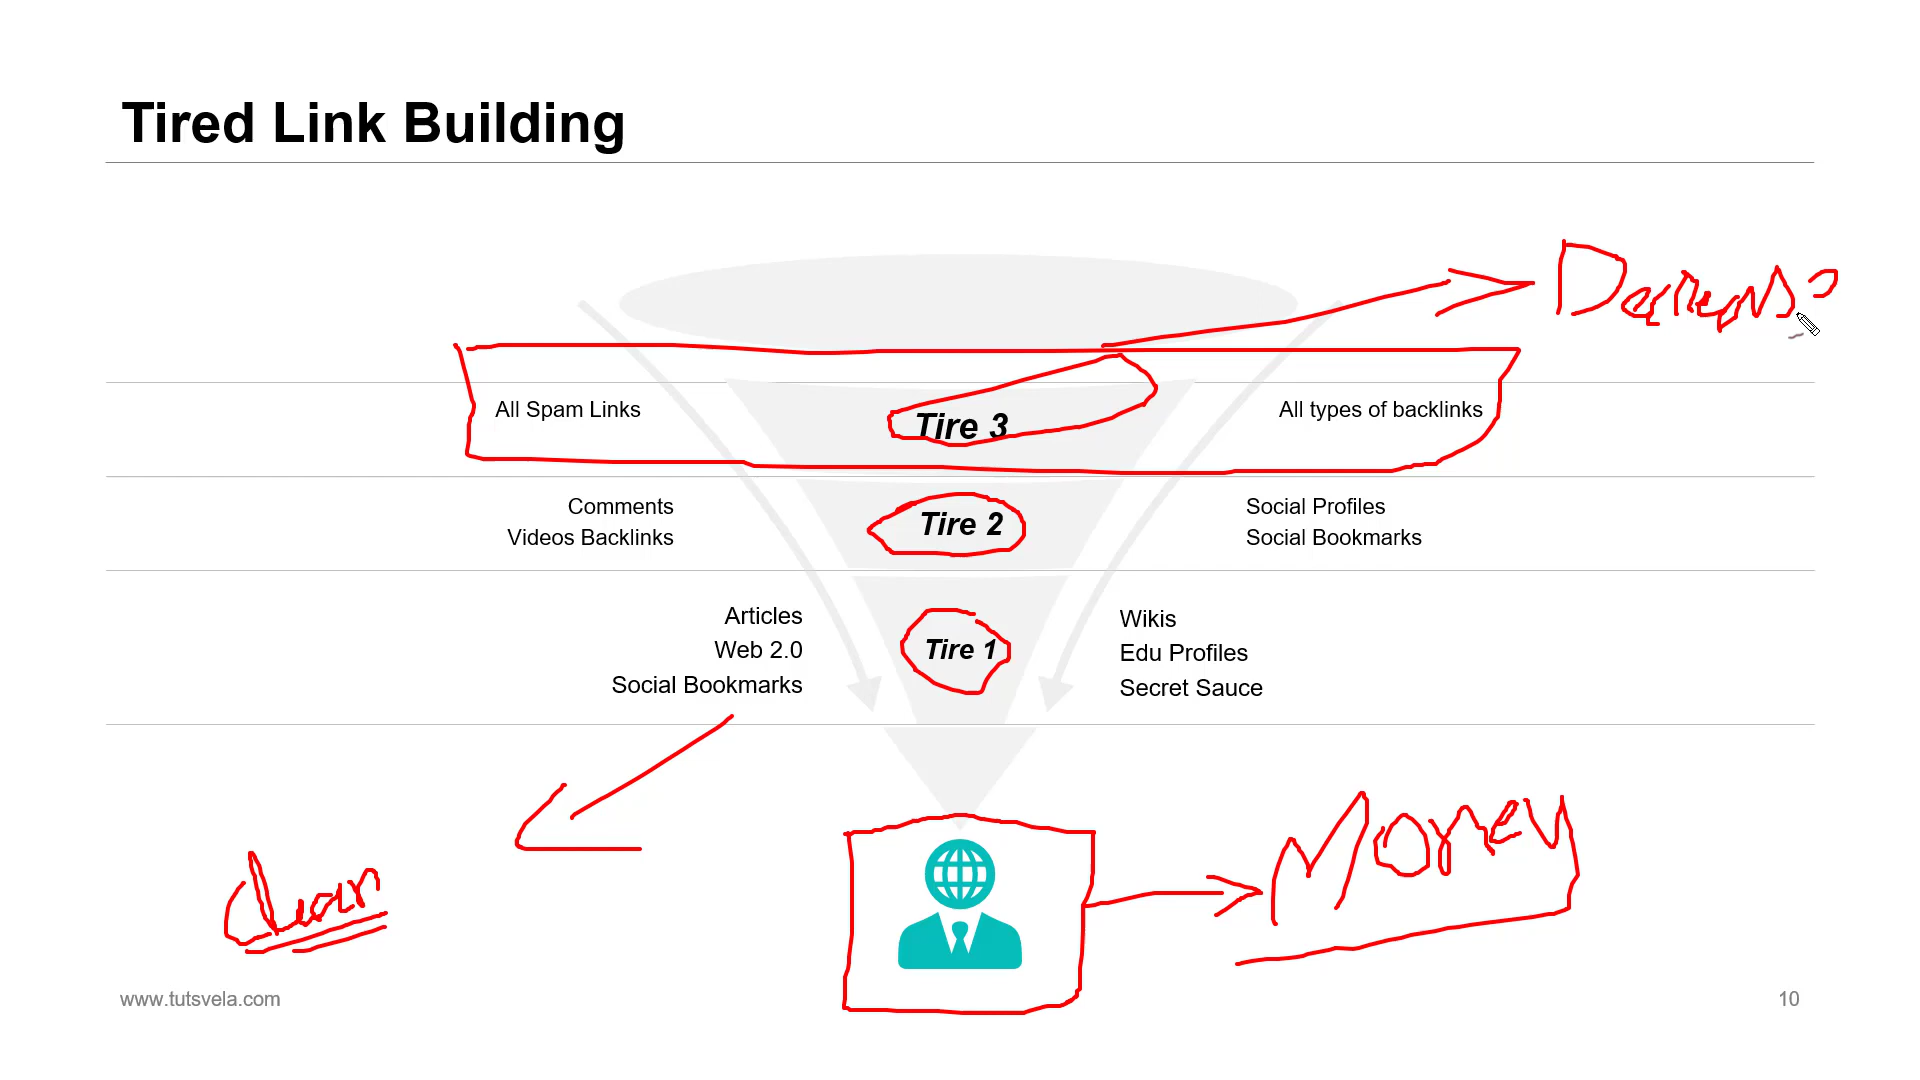 Tired Link Building
All Spam Links
Tire 3
All types of backlinks
Comments
Videos Backlinks
Tire 2
Social Profiles
Social Bookmarks
Articles
Web 2.0
Social Bookmarks
Tire 1
Wikis
Edu Profiles
Secret Sauce
Money
clean
www.tutsvela.com
10